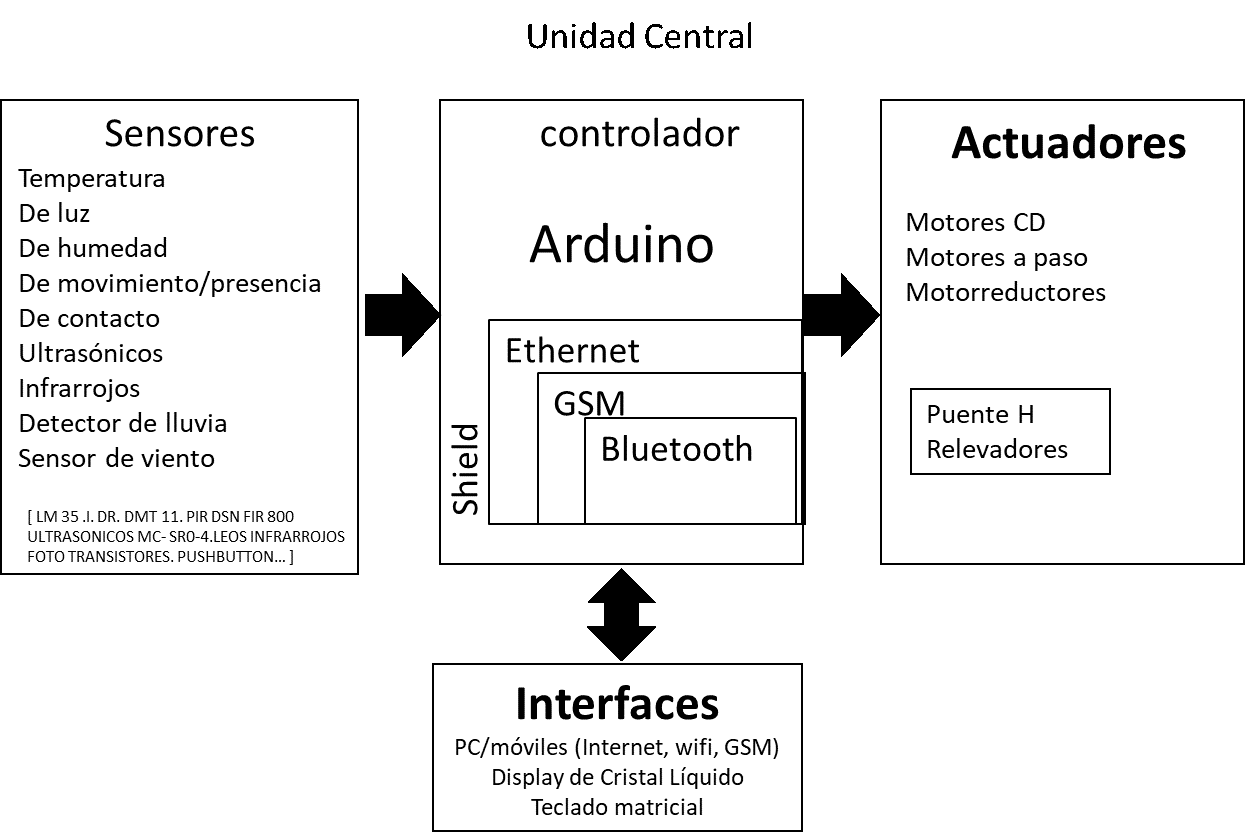 Unidad Central
Sensores
Temperatura
De luz
De humedad
De movimiento/presencia
De contacto
Ultrasónicos
Infrarrojos
Detector de lluvia
Sensor de viento
[ LM 35 .I. DR. DMT 11. PIR DSN FIR 800
ULTRASONICOS MC- SR0-4.LEOS INFRARROJOS
FOTO TRANSISTORES. PUSHBUTTON... ]
controlador
Arduino
Shield
Ethernet
GSM
Bluetooth
Actuadores
Motores CD
Motores a paso
Motorreductores
Puente H
Relevadores
Interfaces
PC/móviles (Internet, wifi, GSM)
Display de Cristal Líquido
Teclado matricial